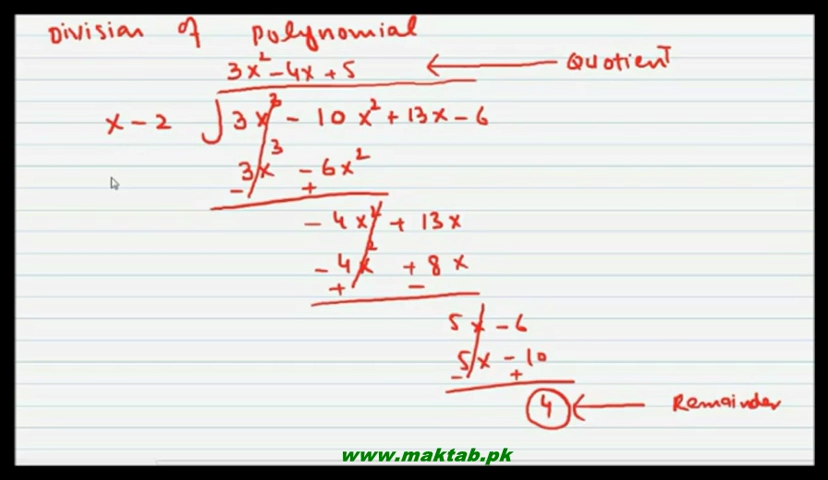 Division of Polynomial
3x² - 4x + 5 ← Quotient
x - 2 3x³ - 10x² + 13x - 6
3x³ - 6x²
- +
- 4x² + 13x
- 4x² + 8x
+ -
5x - 6
5x - 10
- +
4 ← Remainder
www.maktab.pk